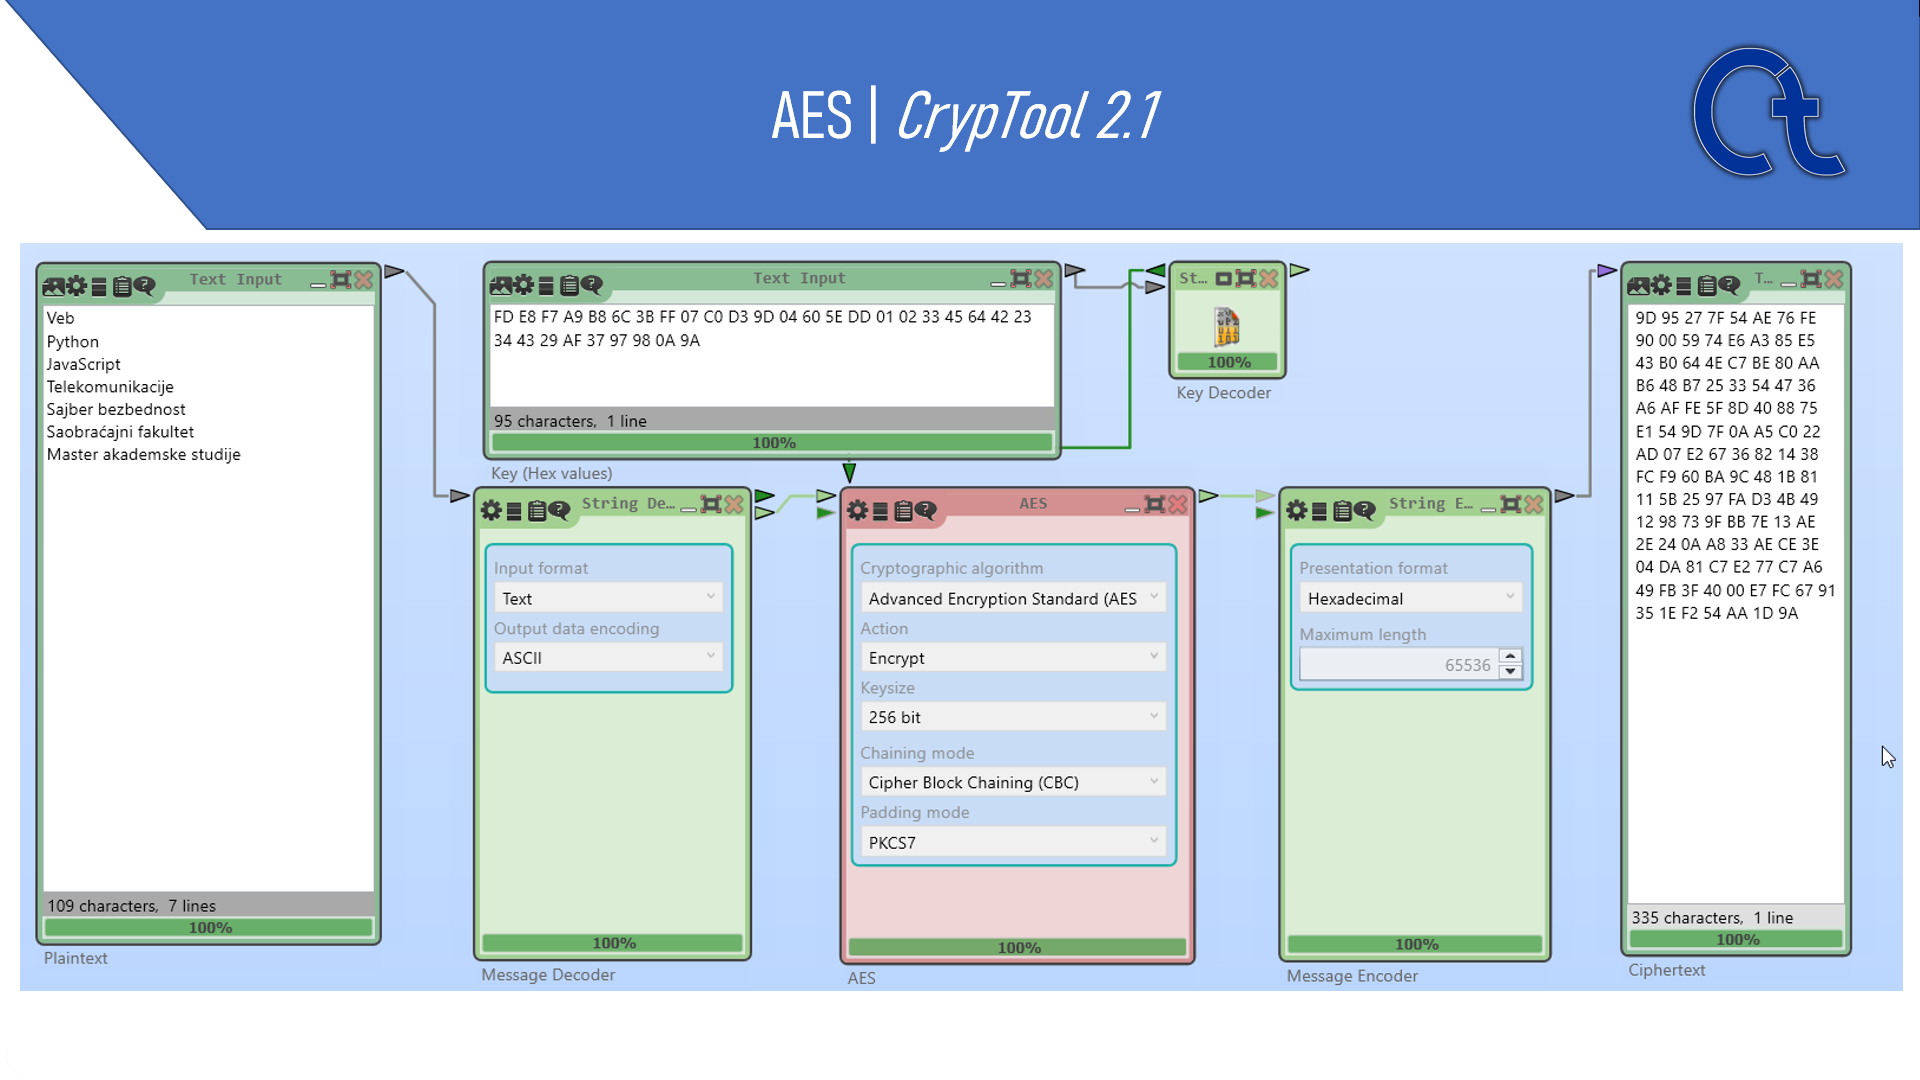 AES | CrypTool 2.1
Ct
Text Input
Veb
Python
JavaScript
Telekomunikacije
Sajber bezbednost
Saobraćajni fakultet
Master akademske studije
109 characters, 7 lines
100%
Plaintext
Text Input
FD E8 F7 A9 B8 6C 3B FF 07 C0 D3 9D 04 60 5E DD 01 02 33 45 64 42 23
34 43 29 AF 37 97 98 0A 9A
95 characters, 1 line
100%
Key (Hex values)
St...
100%
Key Decoder
String De...
Input format
Text
Output data encoding
ASCII
100%
Message Decoder
AES
Cryptographic algorithm
Advanced Encryption Standard (AES
Action
Encrypt
Keysize
256 bit
Chaining mode
Cipher Block Chaining (CBC)
Padding mode
PKCS7
100%
AES
String E...
Presentation format
Hexadecimal
Maximum length
65536
100%
Message Encoder
T...
9D 95 27 7F 54 AE 76 FE
90 00 59 74 E6 A3 85 E5
43 B0 64 4E C7 BE 80 AA
B6 48 B7 25 33 54 47 36
A6 AF FE 5F 8D 40 88 75
E1 54 9D 7F 0A A5 C0 22
AD 07 E2 67 36 82 14 38
FC F9 60 BA 9C 48 1B 81
11 5B 25 97 FA D3 4B 49
12 98 73 9F BB 7E 13 AE
2E 24 0A A8 33 AE CE 3E
04 DA 81 C7 E2 77 C7 A6
49 FB 3F 40 00 E7 FC 67 91
35 1E F2 54 AA 1D 9A
335 characters, 1 line
100%
Ciphertext